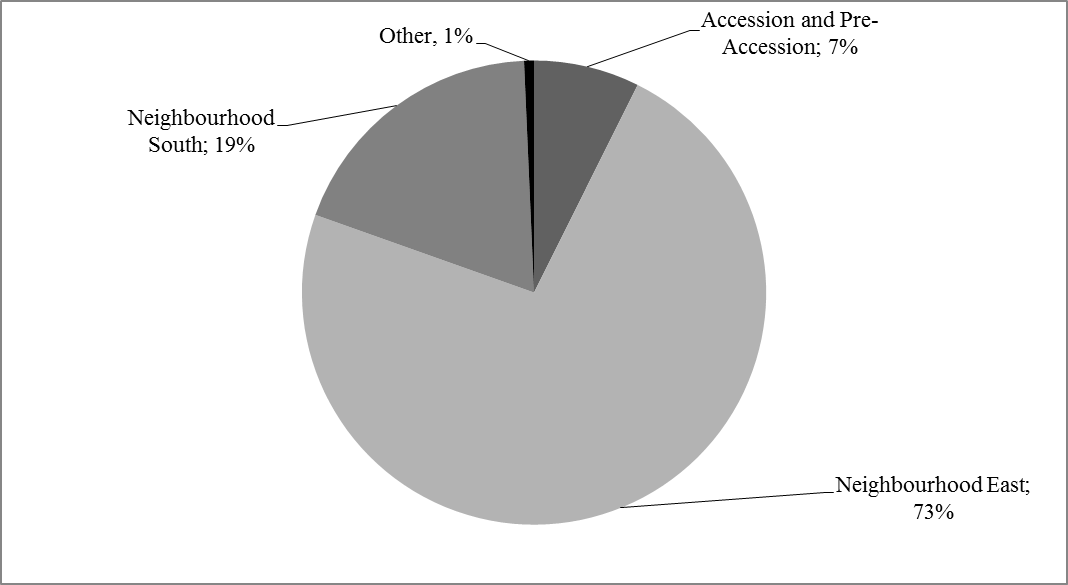 Other, 1%
Accession and Pre-
Accession; 7%
Neighbourhood
South; 19%
Neighbourhood East;
73%